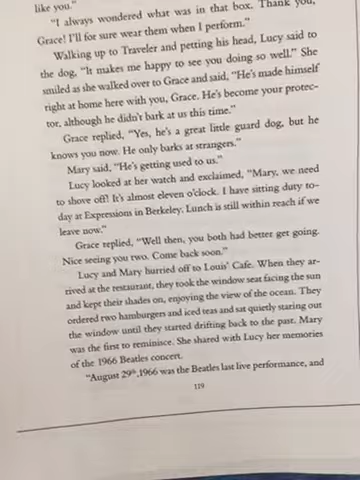 like you."
"I always wondered what was in that box. Thank you,
Grace! I'll for sure wear them when I perform."
Walking up to Traveler and petting his head, Lucy said to
the dog, "It makes me happy to see you doing so well." She
smiled as she walked over to Grace and said, "He's made himself
right at home here with you, Grace. He's become your protec-
tor, although he didn't bark at us this time."
Grace replied, "Yes, he's a great little guard dog, but he
knows you now. He only barks at strangers."
Mary said, "He's getting used to us."
Lucy looked at her watch and exclaimed, "Mary, we need
to shove off! It's almost eleven o'clock. I have sitting duty to-
day at Expressions in Berkeley. Lunch is still within reach if we
leave now."
Grace replied, "Well then, you both had better get going.
Nice seeing you two. Come back soon."
Lucy and Mary hurried off to Louis' Cafe. When they ar-
rived at the restaurant, they took the window seat facing the sun
and kept their shades on, enjoying the view of the ocean. They
ordered two hamburgers and iced teas and sat quietly staring out
the window until they started drifting back to the past. Mary
was the first to reminisce. She shared with Lucy her memories
of the 1966 Beatles concert.
"August 29th,1966 was the Beatles last live performance, and
119